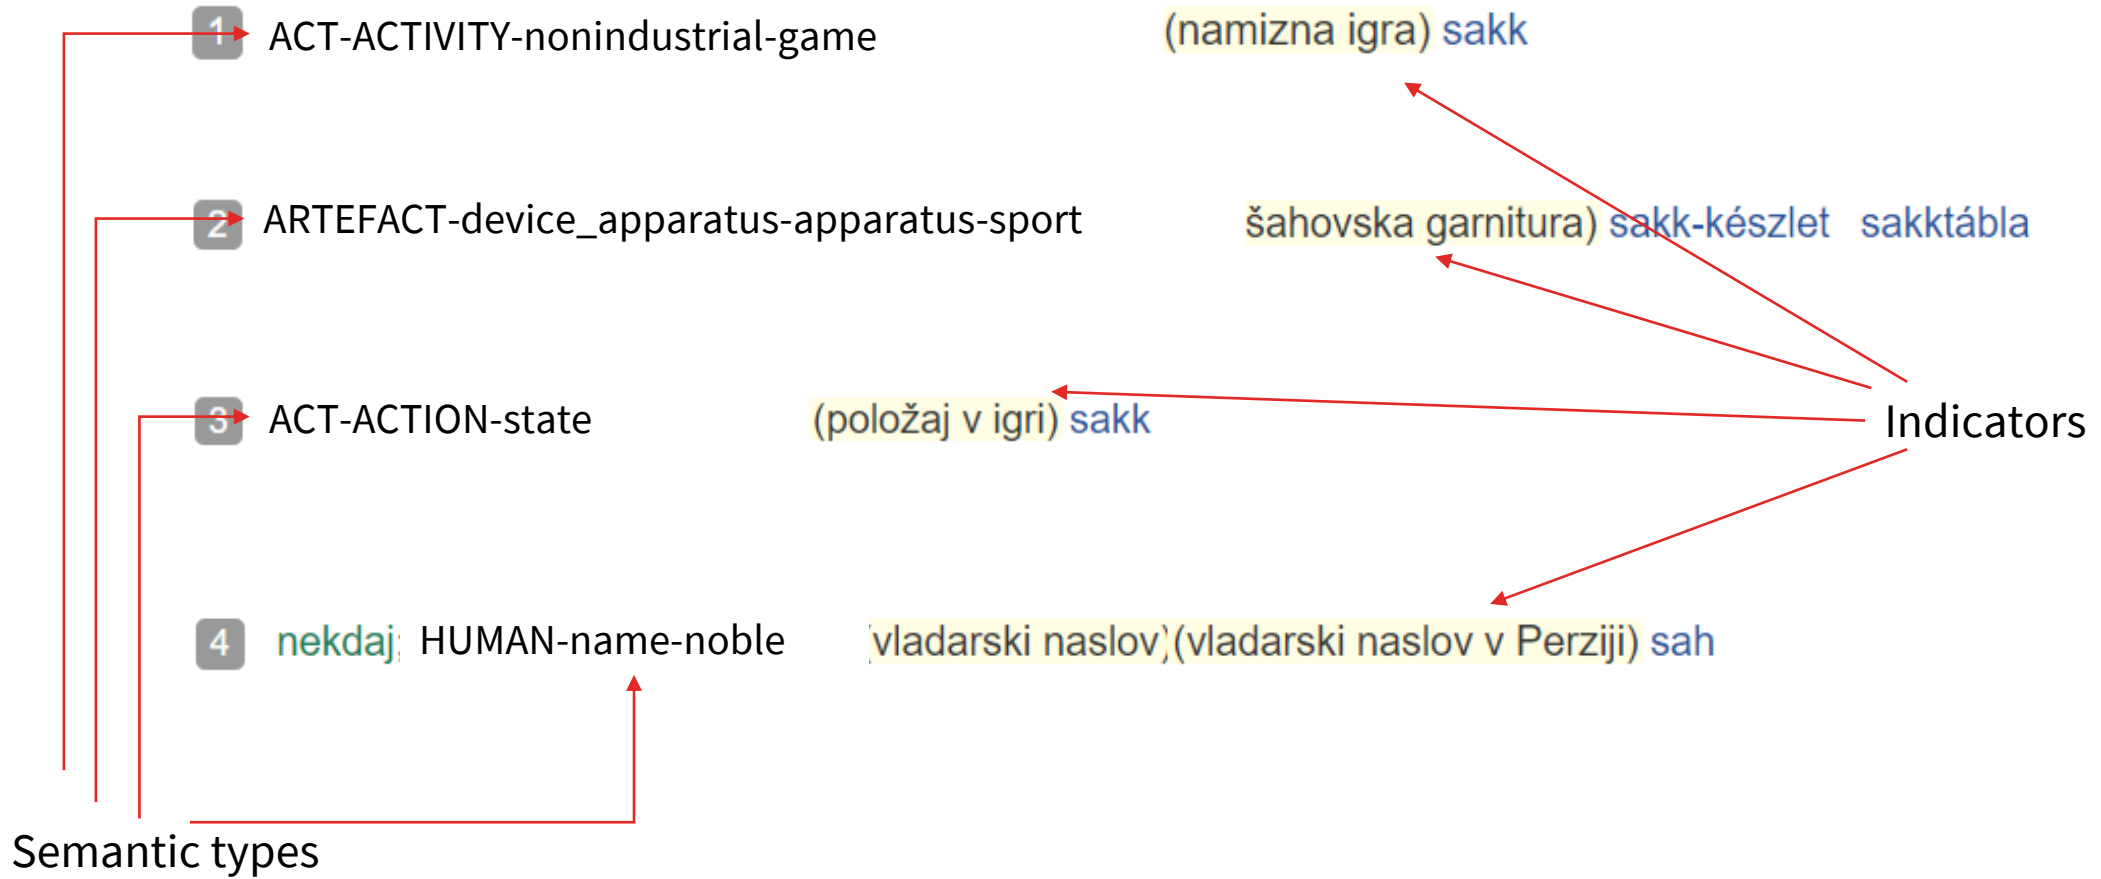 1 ACT-ACTIVITY-nonindustrial-game (namizna igra) sakk
2 ARTEFACT-device_apparatus-apparatus-sport šahovska garnitura) sakk-készlet sakktábla
3 ACT-ACTION-state (položaj v igri) sakk
Indicators
4 nekdaj; HUMAN-name-noble (vladarski naslov)(vladarski naslov v Perziji) sah
Semantic types